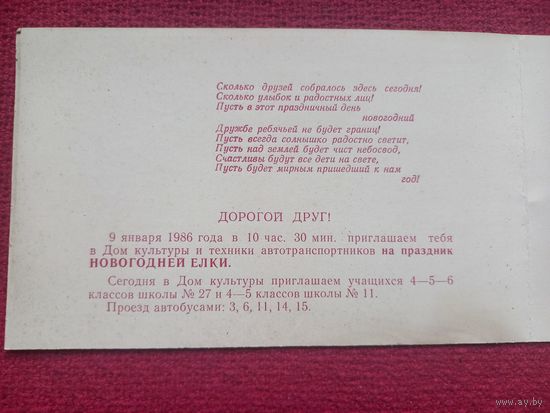 Сколько друзей собралось здесь сегодня!
Сколько улыбок и радостных лиц!
Пусть в этот праздничный день
новогодний
Дружбе ребячьей не будет границ!
Пусть всегда солнышко радостно светит,
Пусть над землей будет чист небосвод,
Счастливы будут все дети на свете,
Пусть будет мирным пришедший к нам
год!
ДОРОГОЙ ДРУГ!
9 января 1986 года в 10 час. 30 мин. приглашаем тебя
в Дом культуры и техники автотранспортников на праздник
НОВОГОДНЕЙ ЕЛКИ.
Сегодня в Дом культуры приглашаем учащихся 4—5—6
классов школы № 27 и 4—5 классов школы № 11.
Проезд автобусами: 3, 6, 11, 14, 15.
www.ay.by